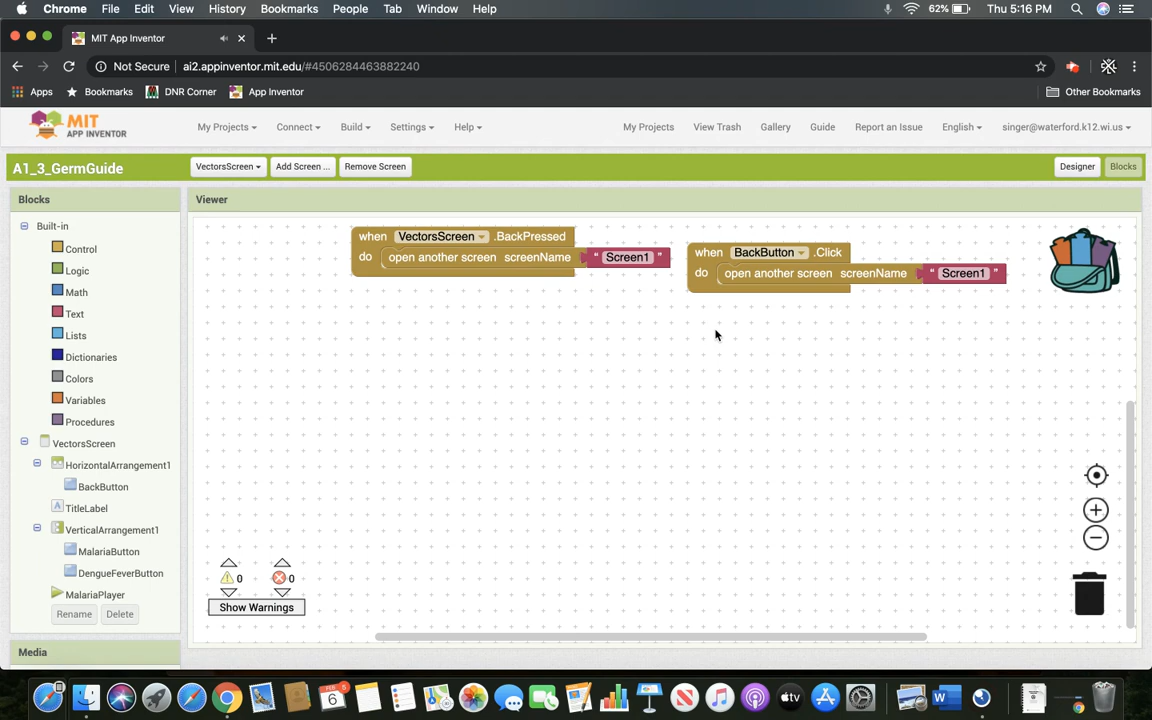 Chrome File Edit View History Bookmarks People Tab Window Help 62% Thu 5:16 PM
MIT App Inventor
Not Secure ai2.appinventor.mit.edu/#4506284463882240
Apps Bookmarks DNR Corner App Inventor Other Bookmarks
MIT APP INVENTOR My Projects Connect Build Settings Help My Projects View Trash Gallery Guide Report an Issue English singer@waterford.k12.wi.us
A1_3_GermGuide VectorsScreen Add Screen ... Remove Screen Designer Blocks
Blocks Viewer
Built-in
Control
Logic
Math
Text
Lists
Dictionaries
Colors
Variables
Procedures
VectorsScreen
HorizontalArrangement1
BackButton
TitleLabel
VerticalArrangement1
MalariaButton
DengueFeverButton
MalariaPlayer
Rename Delete
Media
when VectorsScreen .BackPressed
do open another screen screenName " Screen1 "
when BackButton .Click
do open another screen screenName " Screen1 "
0 0
Show Warnings